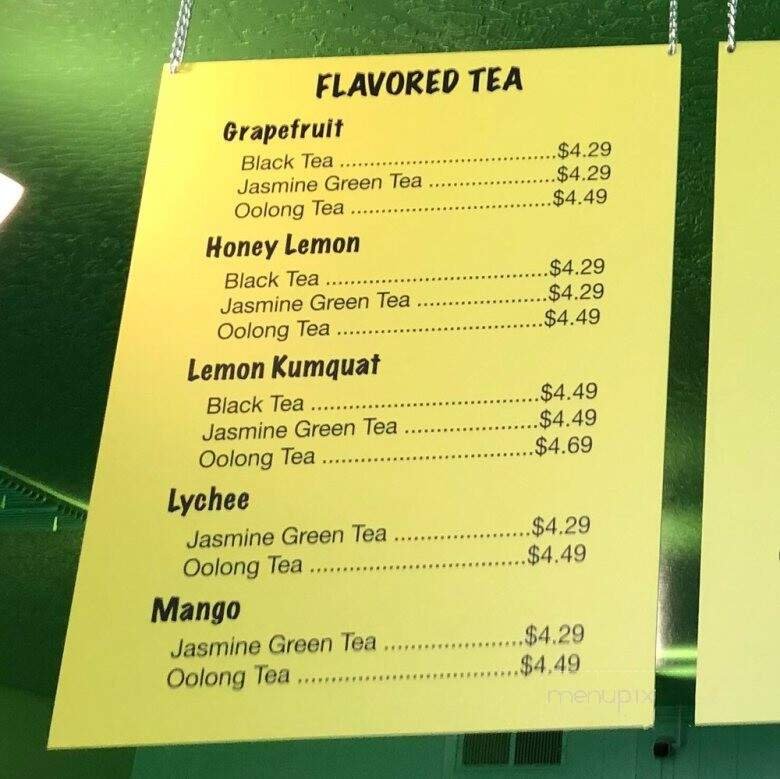 FLAVORED TEA
Grapefruit
Black Tea ........................................$4.29
Jasmine Green Tea ........................$4.29
Oolong Tea .....................................$4.49
Honey Lemon
Black Tea ........................................$4.29
Jasmine Green Tea ........................$4.29
Oolong Tea .....................................$4.49
Lemon Kumquat
Black Tea ........................................$4.49
Jasmine Green Tea ........................$4.49
Oolong Tea .....................................$4.69
Lychee
Jasmine Green Tea ........................$4.29
Oolong Tea .....................................$4.49
Mango
Jasmine Green Tea ........................$4.29
Oolong Tea .....................................$4.49
menupix